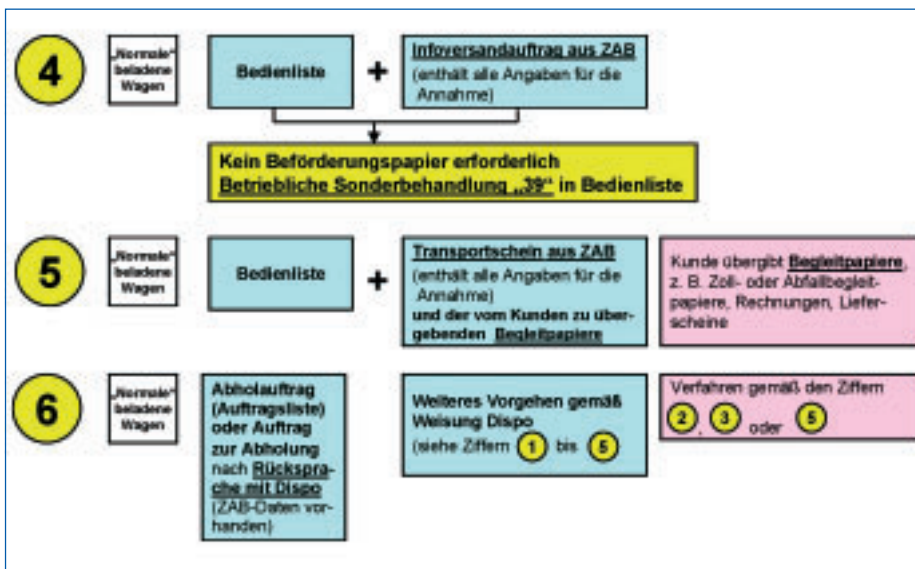 4
„Normale"
beladene
Wagen
Bedienliste
+
Infoversandauftrag aus ZAB
(enthält alle Angaben für die
Annahme)
Kein Beförderungspapier erforderlich
Betriebliche Sonderbehandlung „39" in Bedienliste
5
„Normale"
beladene
Wagen
Bedienliste
+
Transportschein aus ZAB
(enthält alle Angaben für die
Annahme)
und der vom Kunden zu über-
gebenden Begleitpapiere
Kunde übergibt Begleitpapiere,
z. B. Zoll- oder Abfallbegleit-
papiere, Rechnungen, Liefer-
scheine
6
„Normale"
beladene
Wagen
Abholauftrag
(Auftragsliste)
oder Auftrag
zur Abholung
nach Rückspra-
che mit Dispo
(ZAB-Daten vor-
handen)
Weiteres Vorgehen gemäß
Weisung Dispo
(siehe Ziffern 1 bis 5)
Verfahren gemäß den Ziffern
2, 3 oder 5